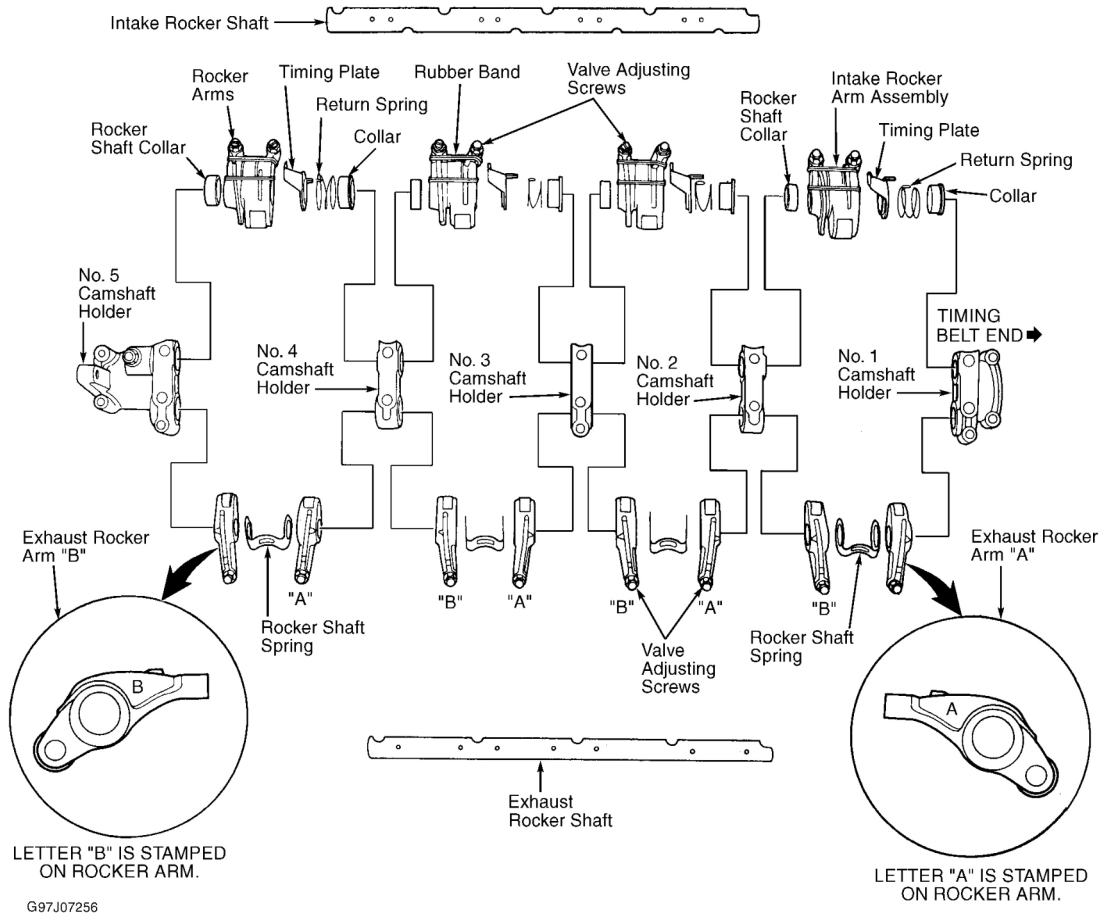 Intake Rocker Shaft
Rocker
Arms
Timing Plate
Rubber Band
Valve Adjusting
Screws
Intake Rocker
Arm Assembly
Return Spring
Rocker
Shaft
Collar
Timing Plate
Rocker
Shaft Collar
Collar
Return Spring
Collar
No. 5
Camshaft
Holder
No. 4
Camshaft
Holder
No. 3
Camshaft
Holder
No. 2
Camshaft
Holder
No. 1
Camshaft
Holder
TIMING
BELT END
Exhaust Rocker
Arm "B"
"A"
"B"
"A"
"B"
"A"
"B"
Exhaust Rocker
Arm "A"
Rocker Shaft
Spring
Valve
Adjusting
Screws
Rocker Shaft
Spring
B
A
Exhaust
Rocker Shaft
LETTER "B" IS STAMPED
ON ROCKER ARM.
LETTER "A" IS STAMPED
ON ROCKER ARM.
G97J07256